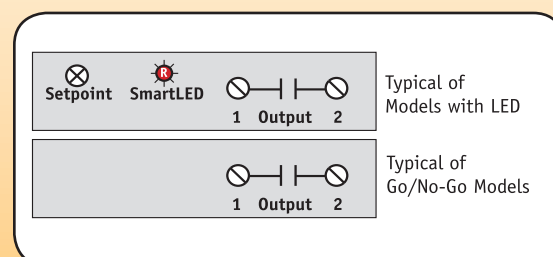 R
Setpoint SmartLED
1 Output 2
Typical of
Models with LED
1 Output 2
Typical of
Go/No-Go Models